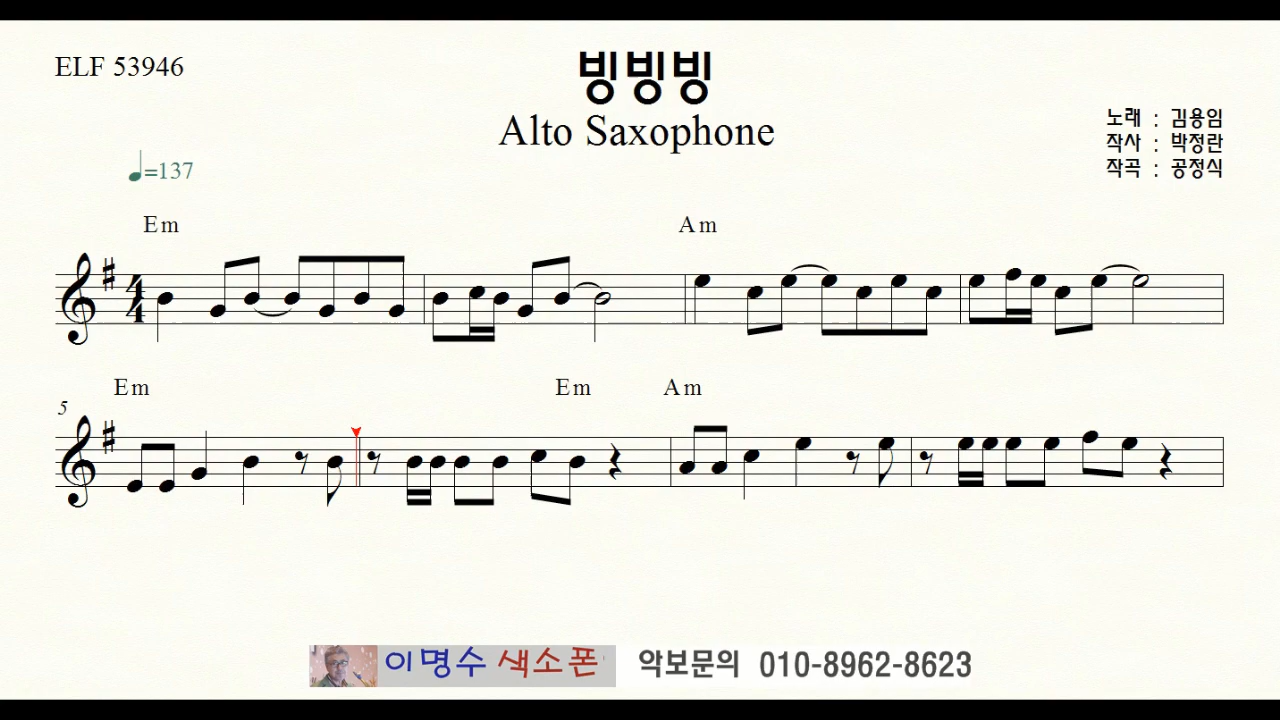 ELF 53946
빙빙빙
Alto Saxophone
노래 : 김용임
작사 : 박정란
작곡 : 공정식
=137
Em Am
4
4
5
Em Em Am
이명수 색소폰 악보문의 010-8962-8623